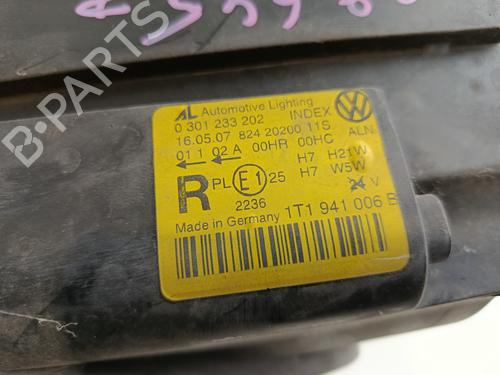 B-PARTS
AL Automotive Lighting
0 301 233 202 INDEX
16.05.07 824 20200 11S ALN.
01 1 02 A 00HR 00HC
H7 H21W
R PL E1 25 H7 W5W
2236 V
Made in Germany 1T1 941 006 B